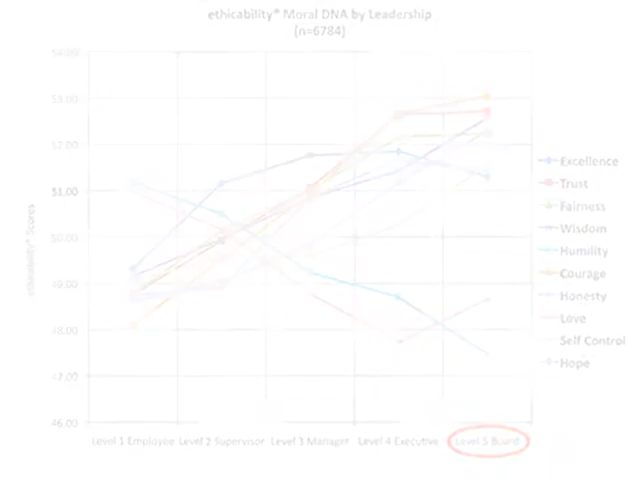 ethicability® Moral DNA by Leadership
(n=6784)
54.00
53.00
52.00
51.00
50.00
49.00
48.00
47.00
46.00
ethicability® Scores
Level 1 Employee Level 2 Supervisor Level 3 Manager Level 4 Executive Level 5 Board
Excellence
Trust
Fairness
Wisdom
Humility
Courage
Honesty
Love
Self Control
Hope